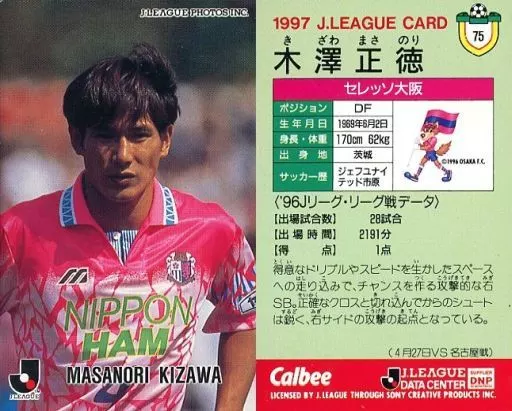 J.LEAGUE PHOTOS INC.
NIPPON
HAM
MASANORI KIZAWA
J.LEAGUE
1997 J.LEAGUE CARD
75
き ざわ まさ のり
木澤正徳
セレッソ大阪
ポジション DF
生年月日 1969年6月2日
身長・体重 170cm 62kg
出身地 茨城
サッカー歴 ジェフユナイテッド市原
©1996 OSAKA F.C.
〈'96Jリーグ・リーグ戦データ〉
【出場試合数】 28試合
【出場時間】 2191分
【得点】 1点
得意なドリブルやスピードを生かしたスペース
への走り込みで、チャンスを作る攻撃的な右
SB。正確なクロスと切れ込んでからのシュート
は鋭く、右サイドの攻撃の起点となっている。
(4月27日VS名古屋戦)
Calbee
J.LEAGUE
DATA CENTER
SUPPLIER
DNP
LICENSED BY J.LEAGUE THROUGH SONY CREATIVE PRODUCTS INC.